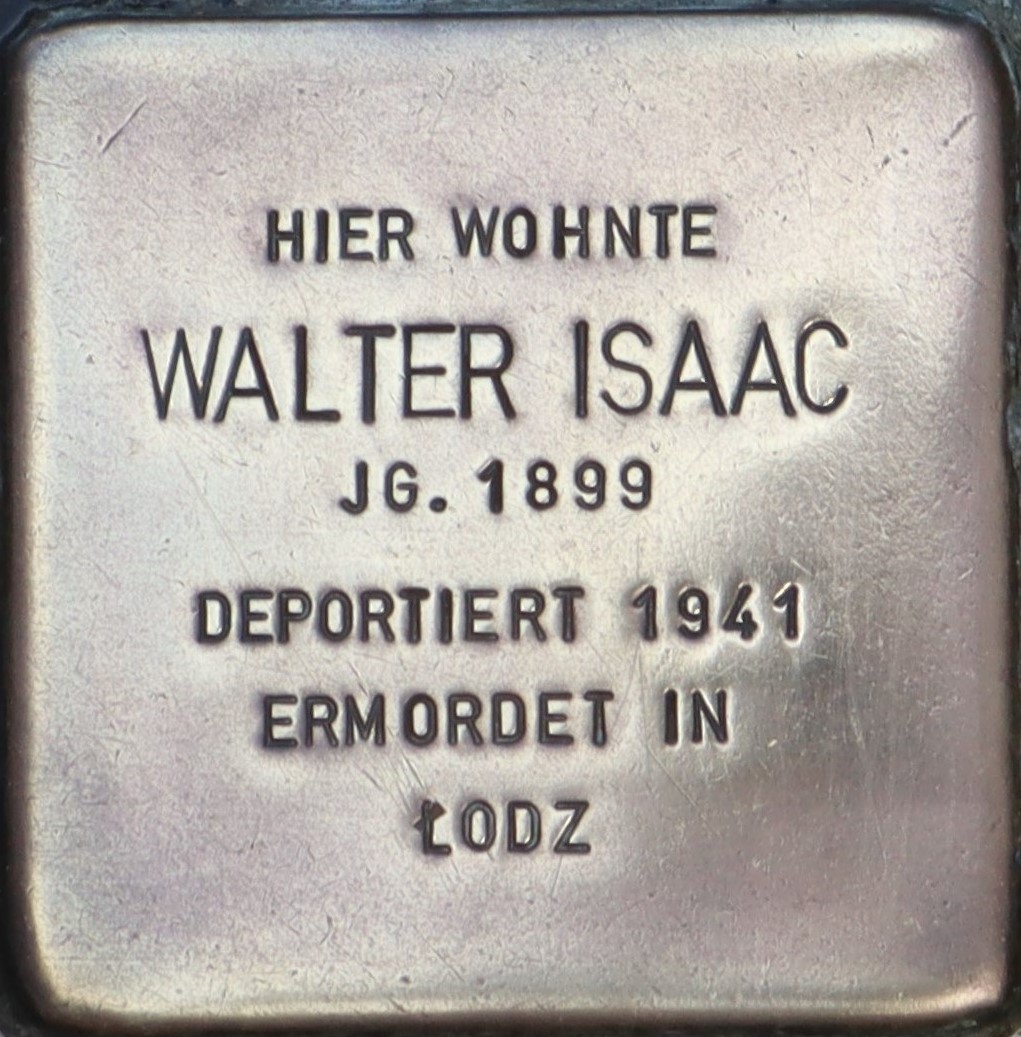 HIER WOHNTE
WALTER ISAAC
JG. 1899
DEPORTIERT 1941
ERMORDET IN
ŁODZ